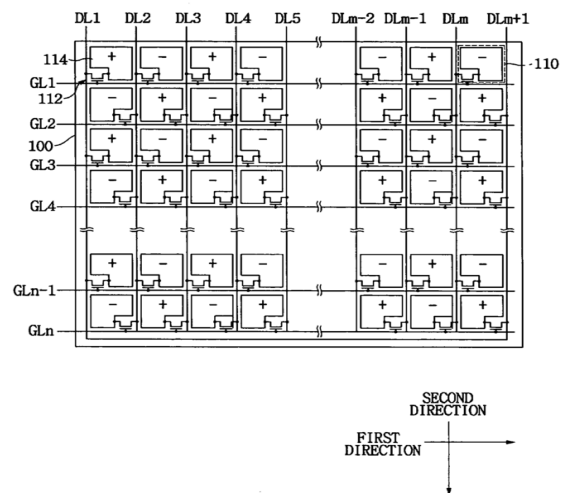 DL1 DL2 DL3 DL4 DL5 DLm-2 DLm-1 DLm DLm+1
114 + − + − − + − 110
GL1
112 − + − + + − +
GL2
100 + − + − − + −
GL3
− + − + + − +
GL4
+ − + − − + −
GLn-1
− + − + + − +
GLn
SECOND
DIRECTION
FIRST
DIRECTION